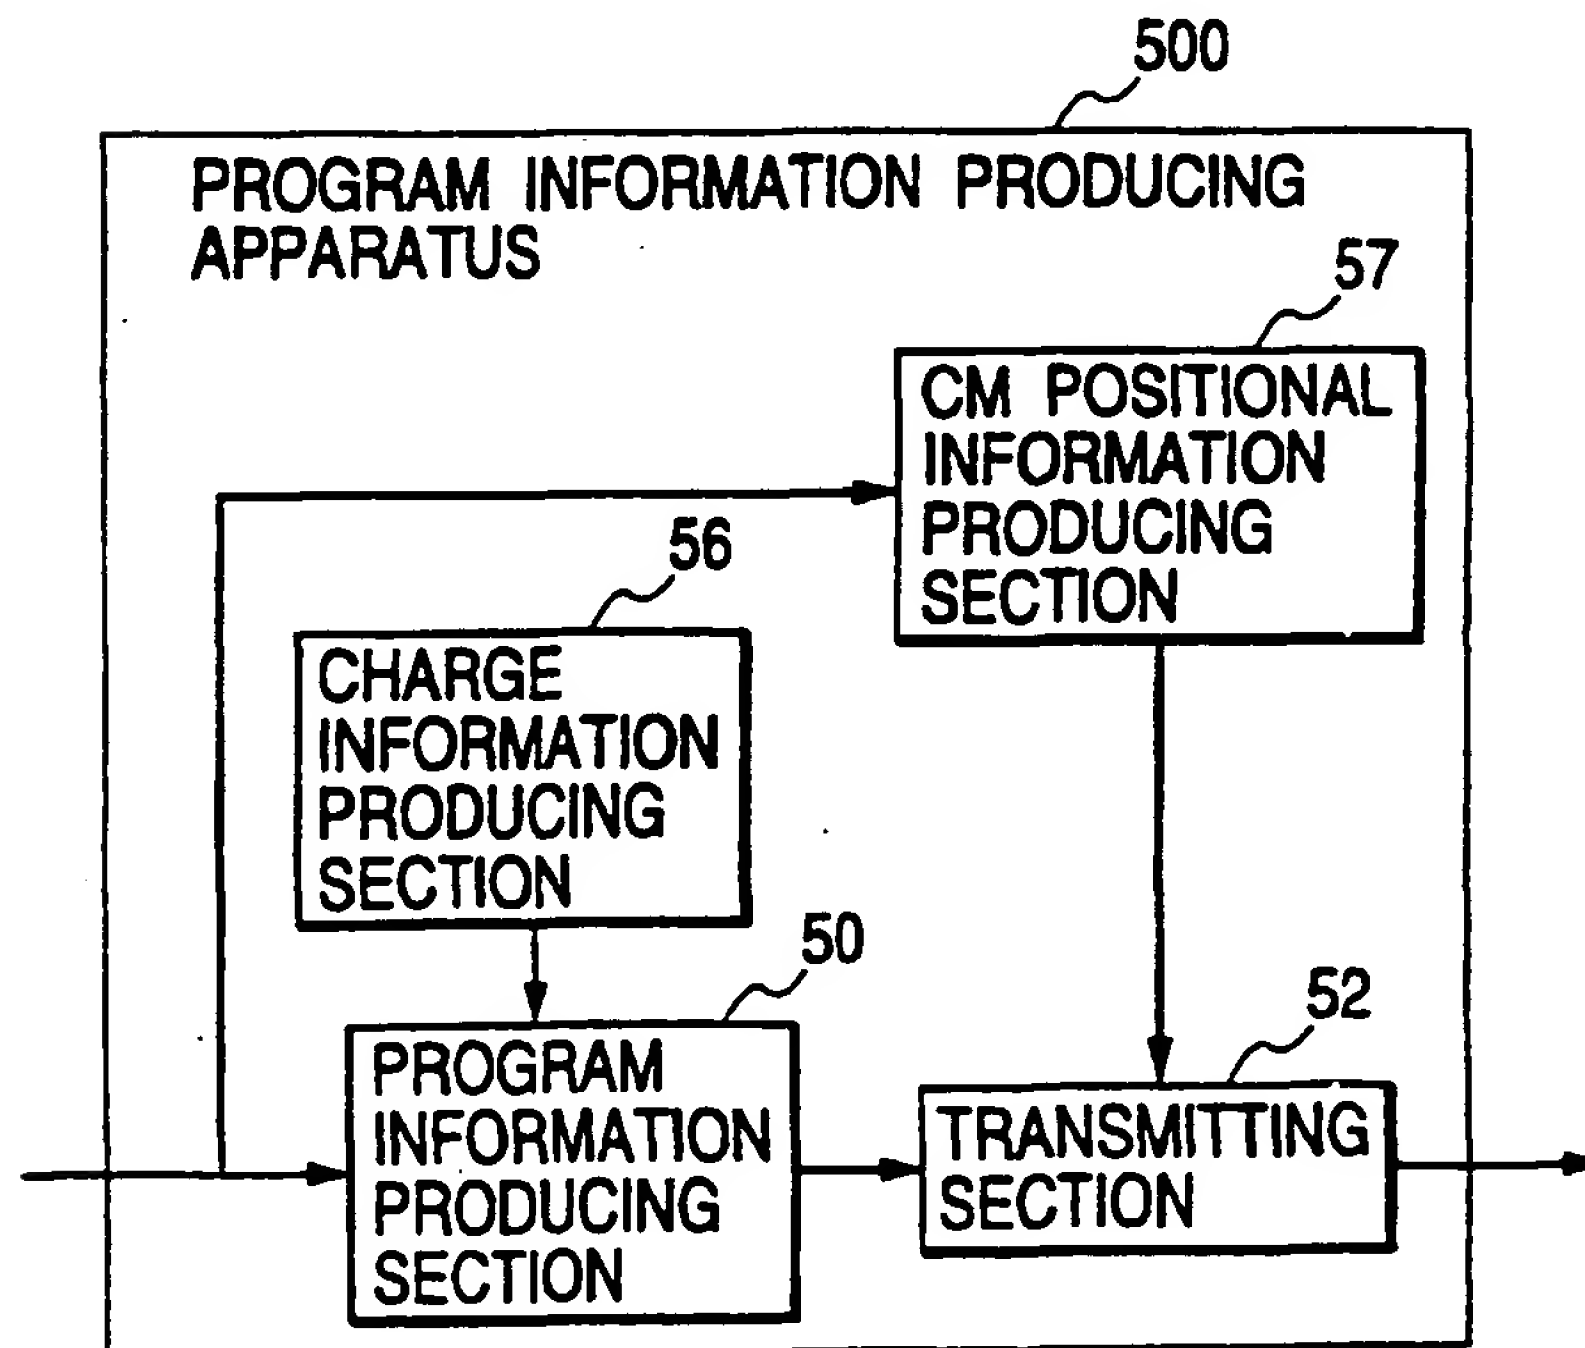 500
PROGRAM INFORMATION PRODUCING
APPARATUS
57
CM POSITIONAL
INFORMATION
PRODUCING
SECTION
56
CHARGE
INFORMATION
PRODUCING
SECTION
50
PROGRAM
INFORMATION
PRODUCING
SECTION
52
TRANSMITTING
SECTION